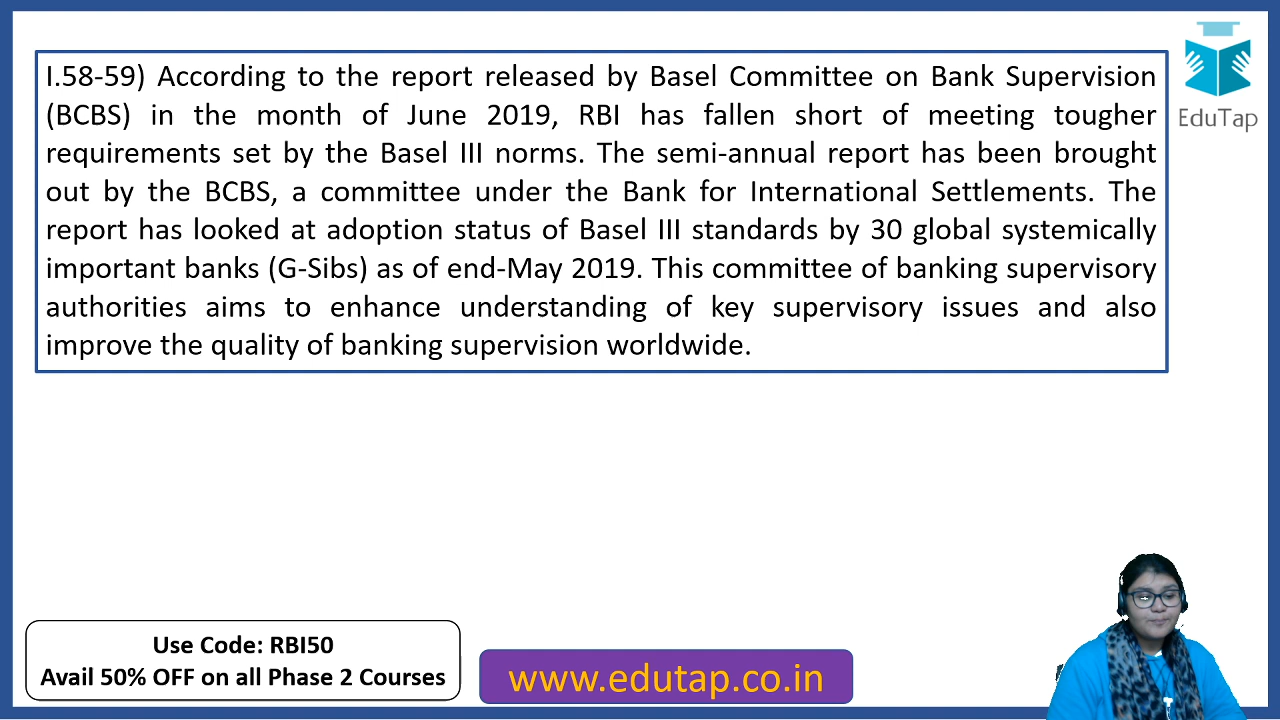 I.58-59) According to the report released by Basel Committee on Bank Supervision
(BCBS) in the month of June 2019, RBI has fallen short of meeting tougher
requirements set by the Basel III norms. The semi-annual report has been brought
out by the BCBS, a committee under the Bank for International Settlements. The
report has looked at adoption status of Basel III standards by 30 global systemically
important banks (G-Sibs) as of end-May 2019. This committee of banking supervisory
authorities aims to enhance understanding of key supervisory issues and also
improve the quality of banking supervision worldwide.
EduTap
Use Code: RBI50
Avail 50% OFF on all Phase 2 Courses
www.edutap.co.in